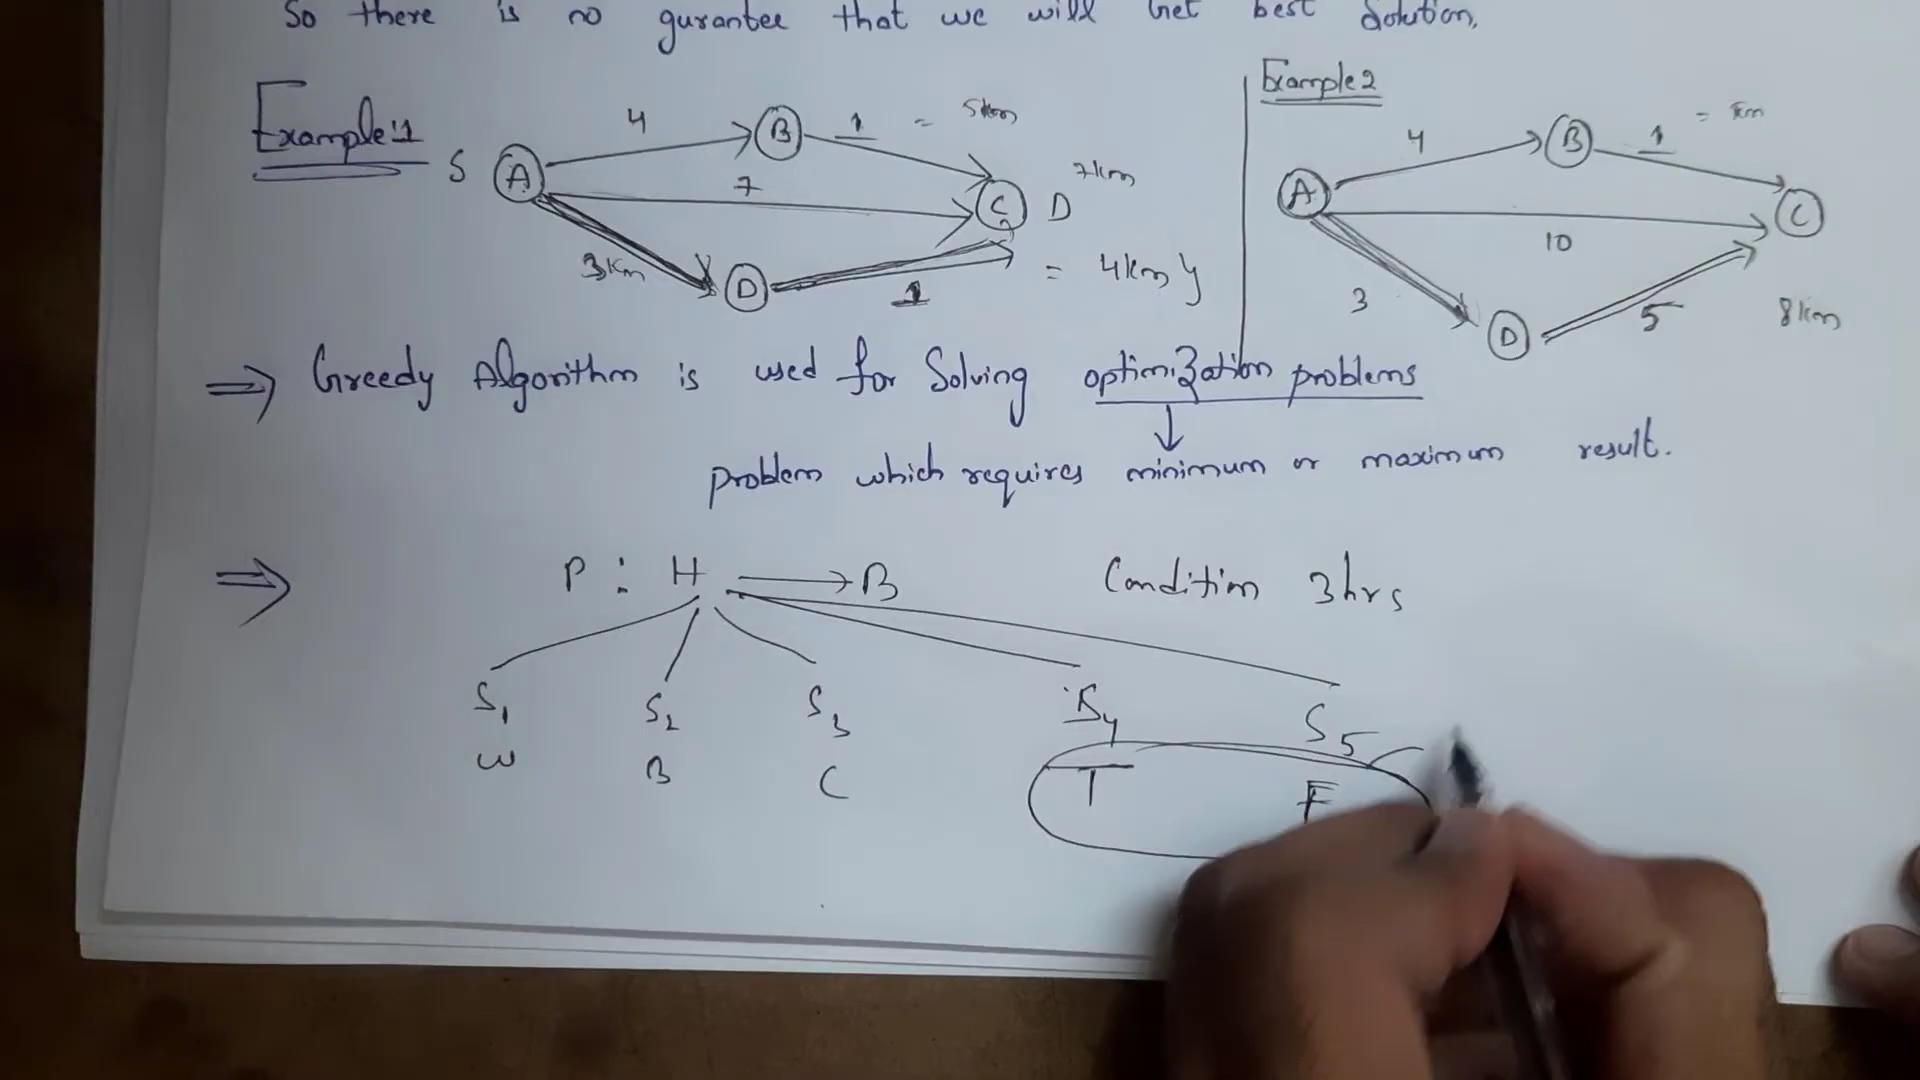 So there is no gurantee that we will Get best Solution.
Example:1
S A 4 B 1 = 5km
7 C D 7km
3km D 1 = 4km
Example 2
A 4 B 1 = km
10 C
3 D 5 8km
⇒ Greedy Algorithm is used for Solving optimization problems
↓
problem which requires minimum or maximum result.
⇒ P : H → B Condition 3hrs
S1 S2 S3 S4 S5
W B C T F